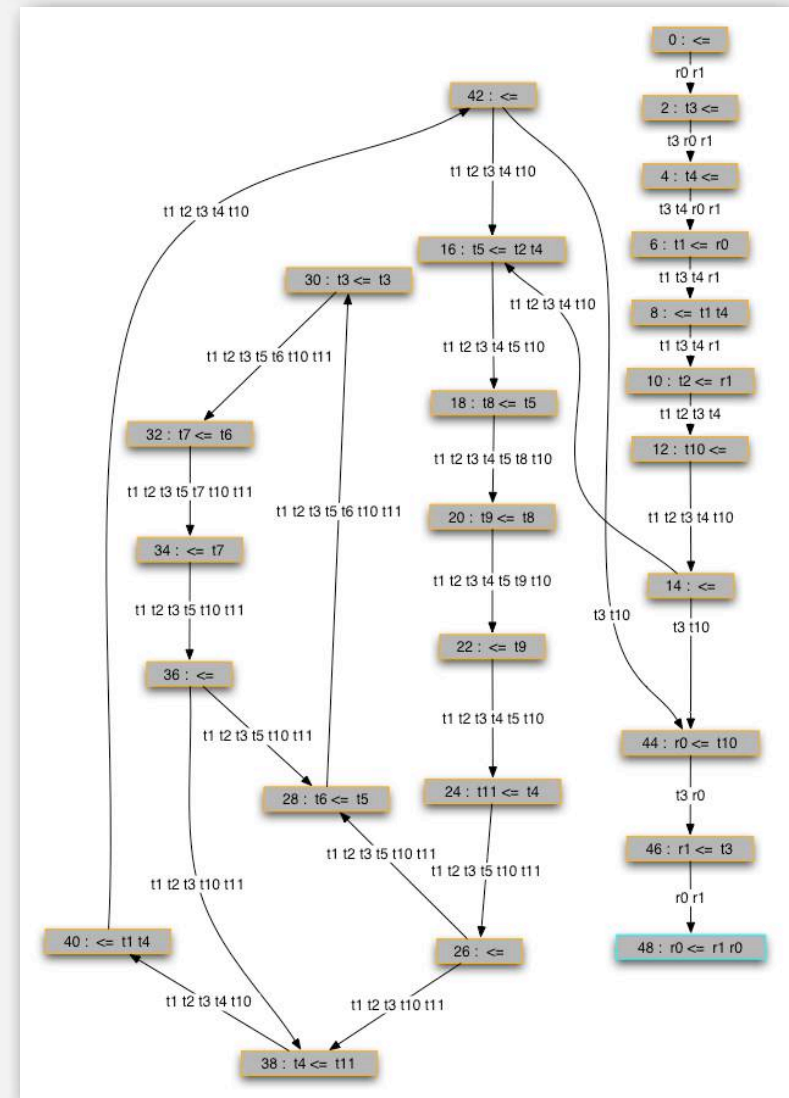 0 : <=
r0 r1
42 : <=
2 : t3 <=
t3 r0 r1
t1 t2 t3 t4 t10
4 : t4 <=
t1 t2 t3 t4 t10
t3 t4 r0 r1
16 : t5 <= t2 t4
6 : t1 <= r0
30 : t3 <= t3
t1 t3 t4 r1
t1 t2 t3 t4 t10
8 : <= t1 t4
t1 t2 t3 t4 t5 t10
t1 t3 t4 r1
t1 t2 t3 t5 t6 t10 t11
10 : t2 <= r1
18 : t8 <= t5
t1 t2 t3 t4
32 : t7 <= t6
12 : t10 <=
t1 t2 t3 t4 t5 t8 t10
t1 t2 t3 t5 t7 t10 t11
t1 t2 t3 t5 t6 t10 t11
20 : t9 <= t8
t1 t2 t3 t4 t10
34 : <= t7
t1 t2 t3 t4 t5 t9 t10
14 : <=
t1 t2 t3 t5 t10 t11
t3 t10
t3 t10
22 : <= t9
36 : <=
t1 t2 t3 t4 t5 t10
t1 t2 t3 t5 t10 t11
44 : r0 <= t10
28 : t6 <= t5
24 : t11 <= t4
t3 r0
t1 t2 t3 t5 t10 t11
46 : r1 <= t3
t1 t2 t3 t5 t10 t11
t1 t2 t3 t10 t11
r0 r1
40 : <= t1 t4
26 : <=
48 : r0 <= r1 r0
t1 t2 t3 t4 t10
t1 t2 t3 t10 t11
38 : t4 <= t11